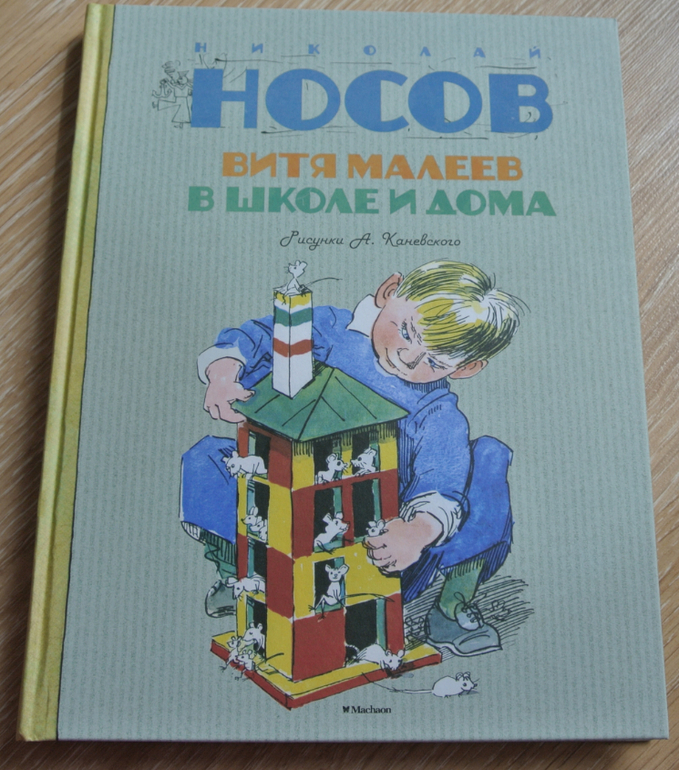 НИКОЛАЙ
НОСОВ
ВИТЯ МАЛЕЕВ
В ШКОЛЕ И ДОМА
Рисунки А. Каневского
Machaon